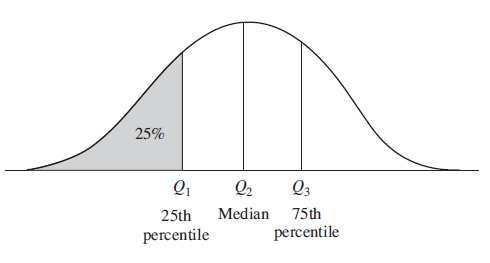 25%
Q1 Q2 Q3
25th Median 75th
percentile percentile